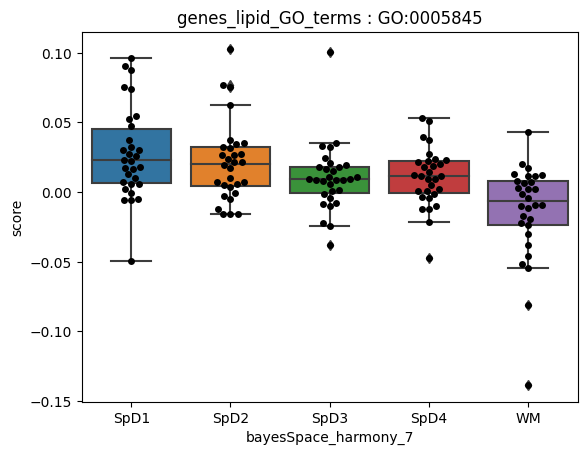 genes_lipid_GO_terms : GO:0005845
0.10
0.05
0.00
−0.05
−0.10
−0.15
score
SpD1 SpD2 SpD3 SpD4 WM
bayesSpace_harmony_7